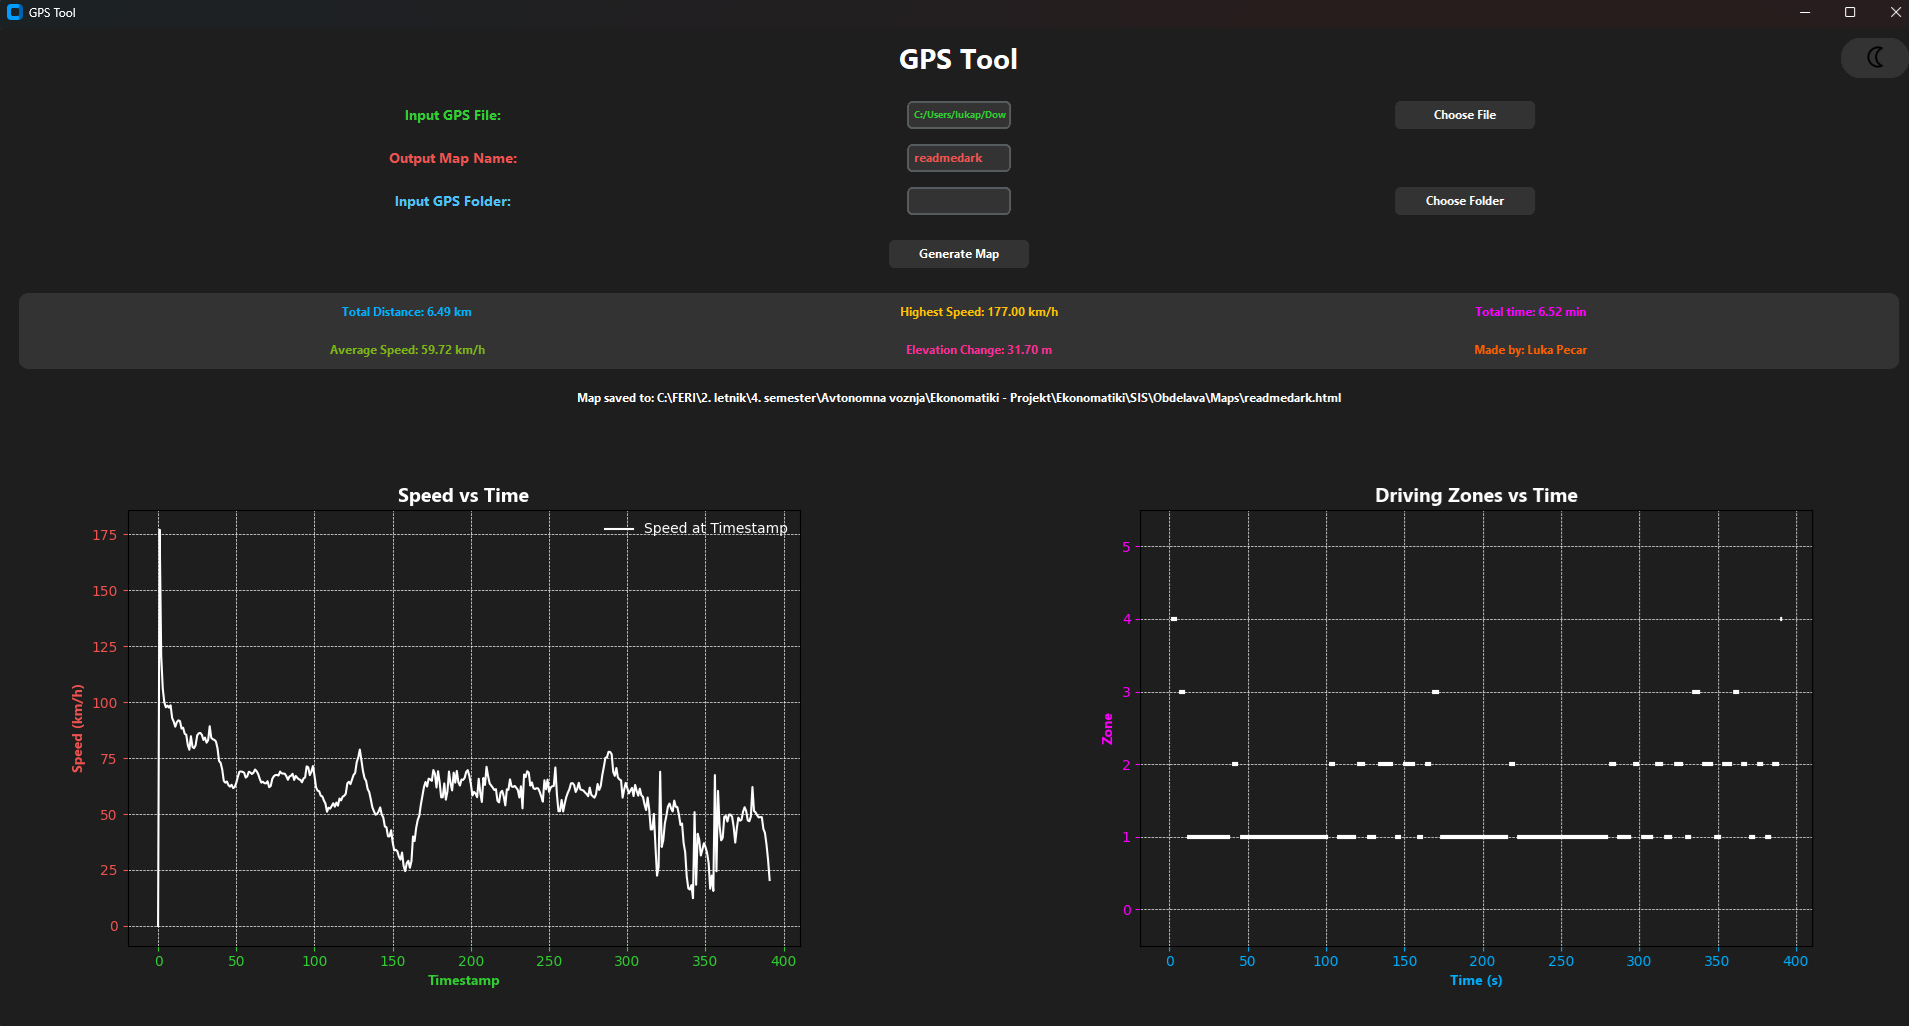 GPS Tool
GPS Tool
Input GPS File:
C:/Users/lukap/Dow
Choose File
Output Map Name:
readmedark
Input GPS Folder:
Choose Folder
Generate Map
Total Distance: 6.49 km
Highest Speed: 177.00 km/h
Total time: 6.52 min
Average Speed: 59.72 km/h
Elevation Change: 31.70 m
Made by: Luka Pecar
Map saved to: C:\FERI\2. letnik\4. semester\Avtonomna voznja\Ekonomatiki - Projekt\Ekonomatiki\SIS\Obdelava\Maps\readmedark.html
Speed vs Time
Speed at Timestamp
175
150
125
100
75
50
25
0
Speed (km/h)
0 50 100 150 200 250 300 350 400
Timestamp
Driving Zones vs Time
5
4
3
2
1
0
Zone
0 50 100 150 200 250 300 350 400
Time (s)